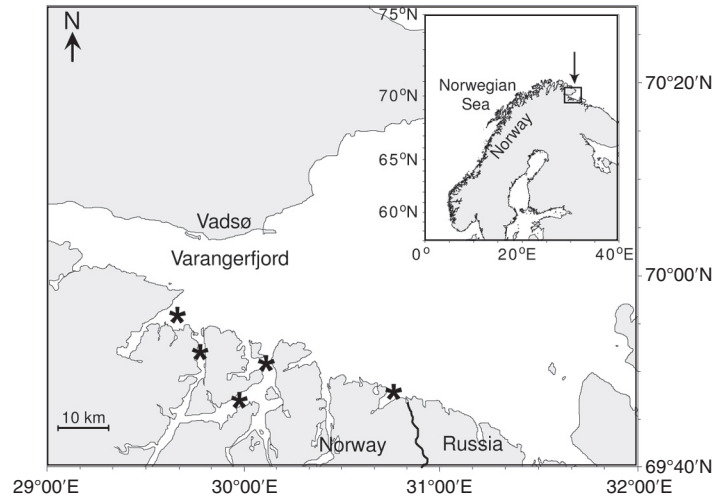 N
75°N
70°N
65°N
60°N
0°
20°E
40°E
Norwegian
Sea
Norway
70°20′N
70°00′N
69°40′N
Vadsø
Varangerfjord
10 km
Norway
Russia
29°00′E
30°00′E
31°00′E
32°00′E